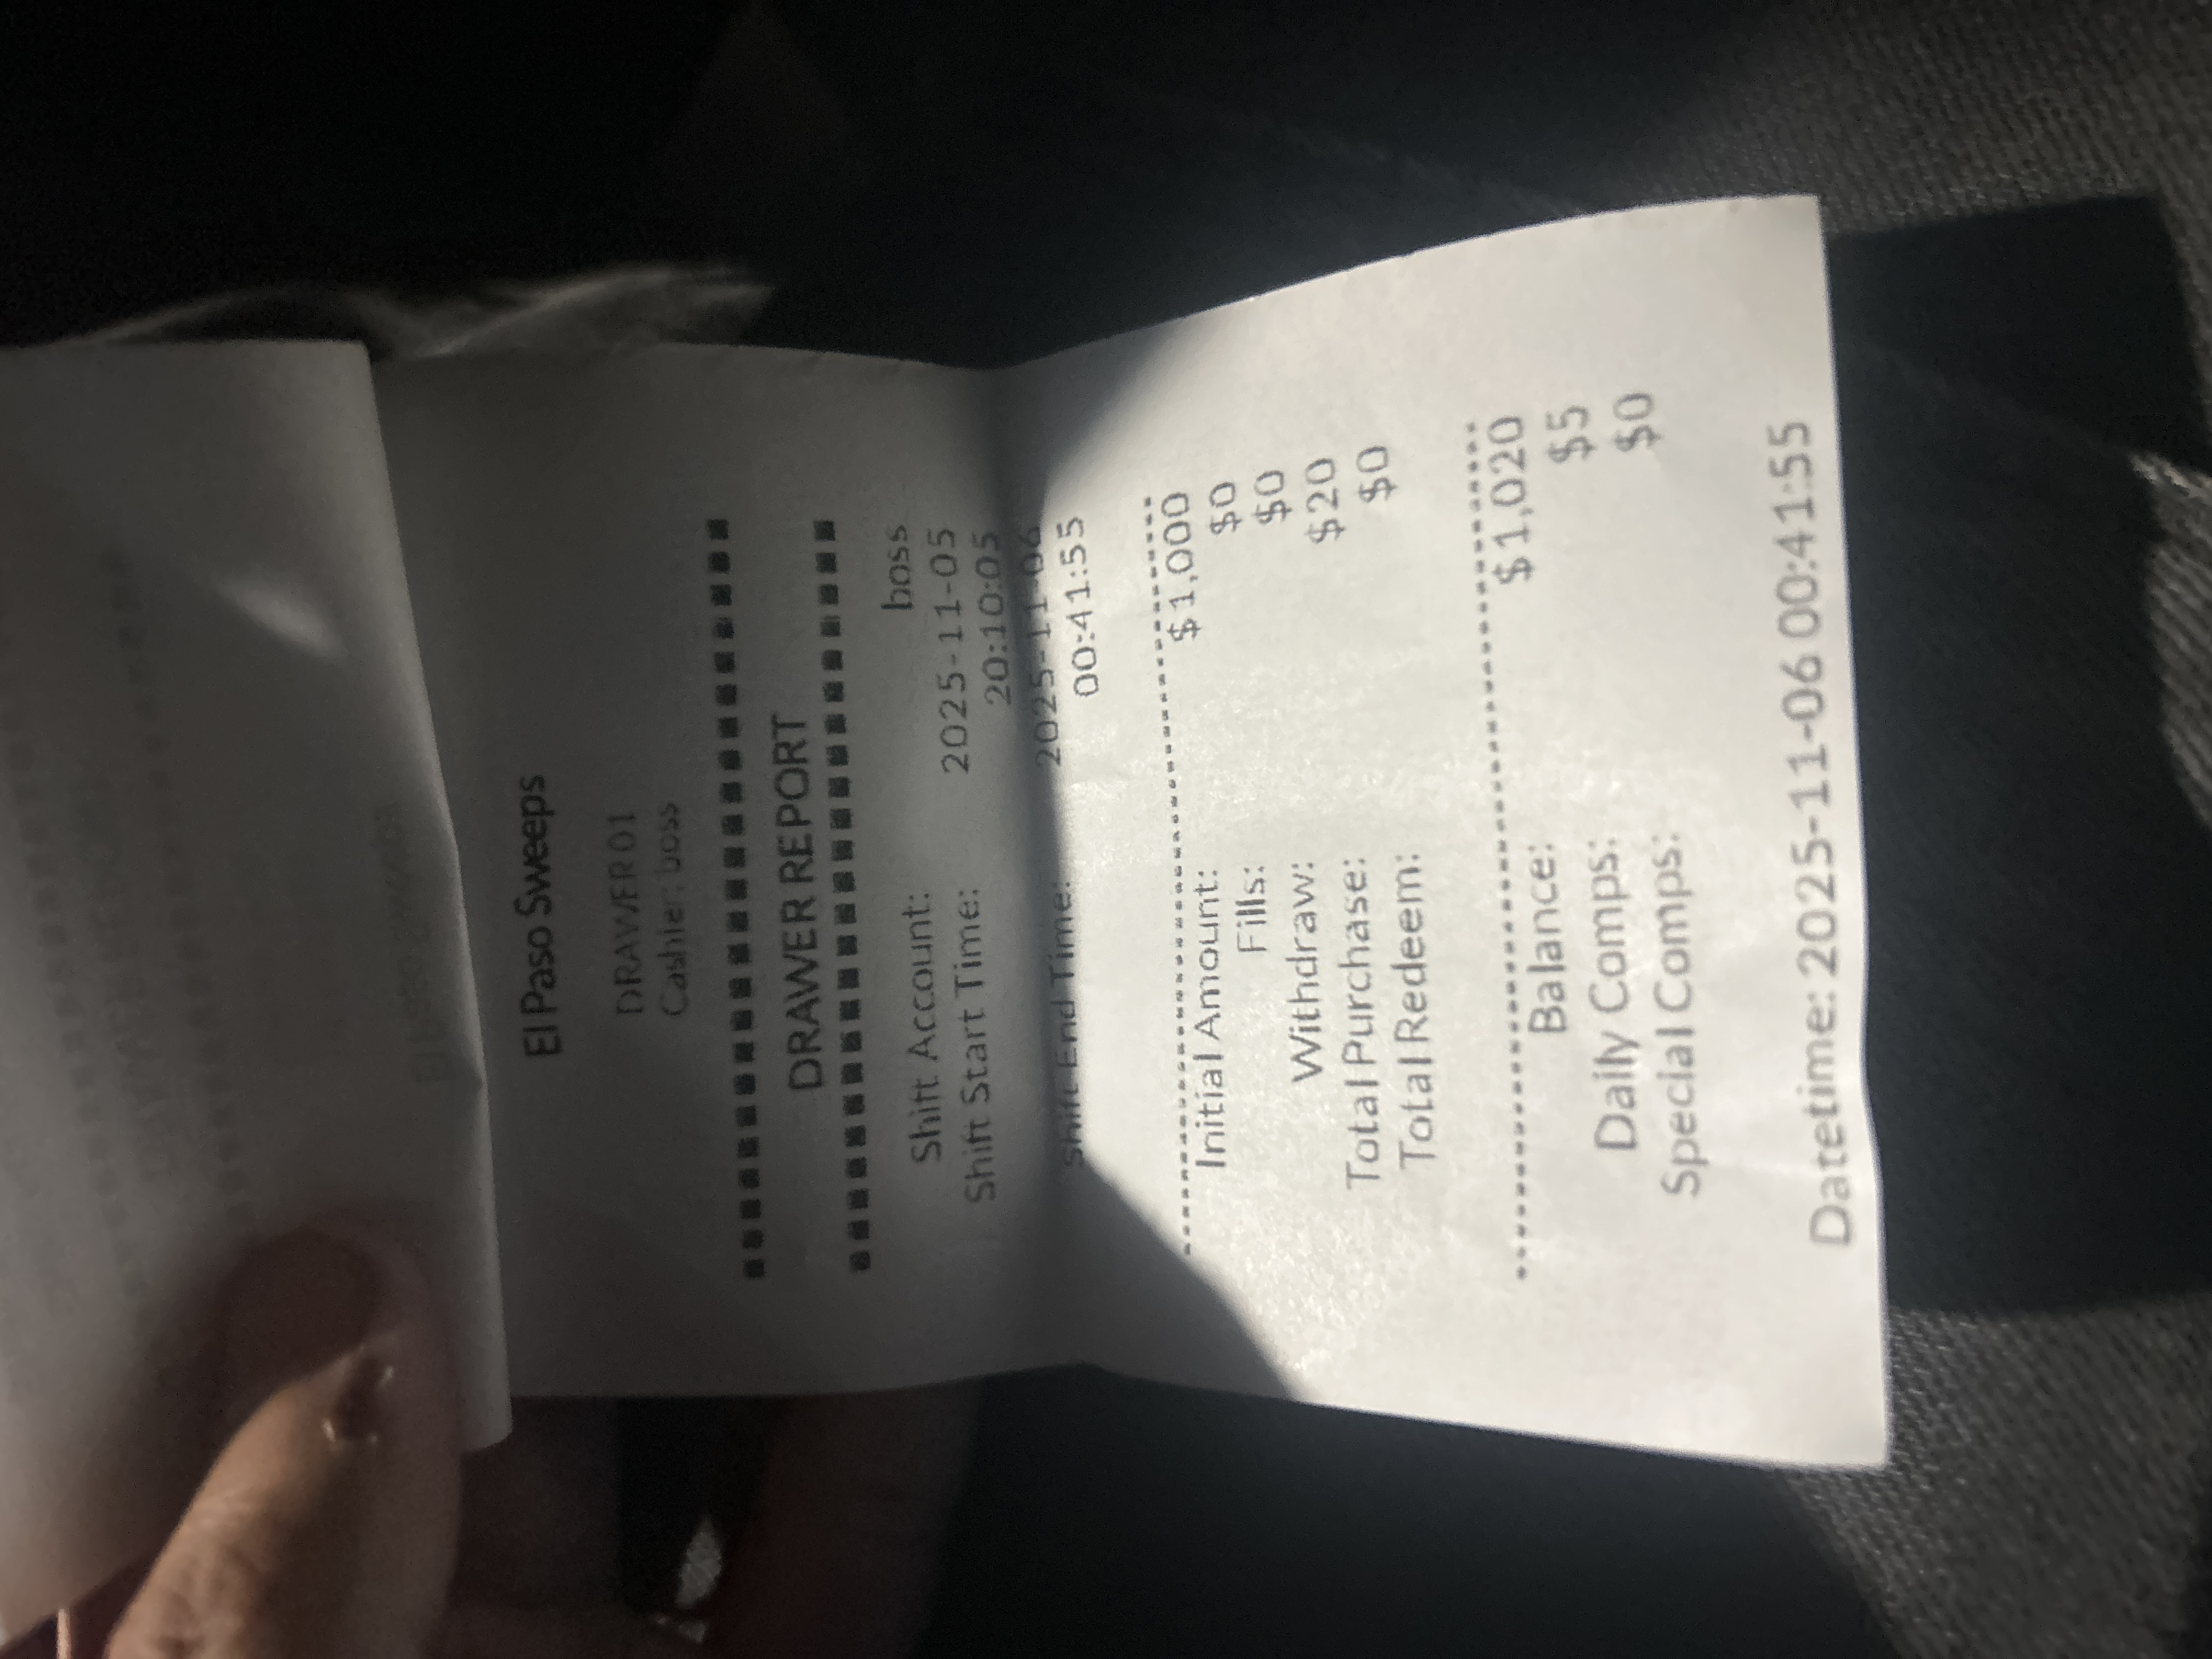 El Paso Sweeps
DRAWER 01
Cashier: boss
DRAWER REPORT
Shift Account: boss
Shift Start Time: 2025-11-05
20:10:05
Shift End Time: 2025-11-06
00:41:55
Initial Amount: $1,000
Fills: $0
Withdraw: $0
Total Purchase: $20
Total Redeem: $0
Balance: $1,020
Daily Comps: $5
Special Comps: $0
Datetime: 2025-11-06 00:41:55